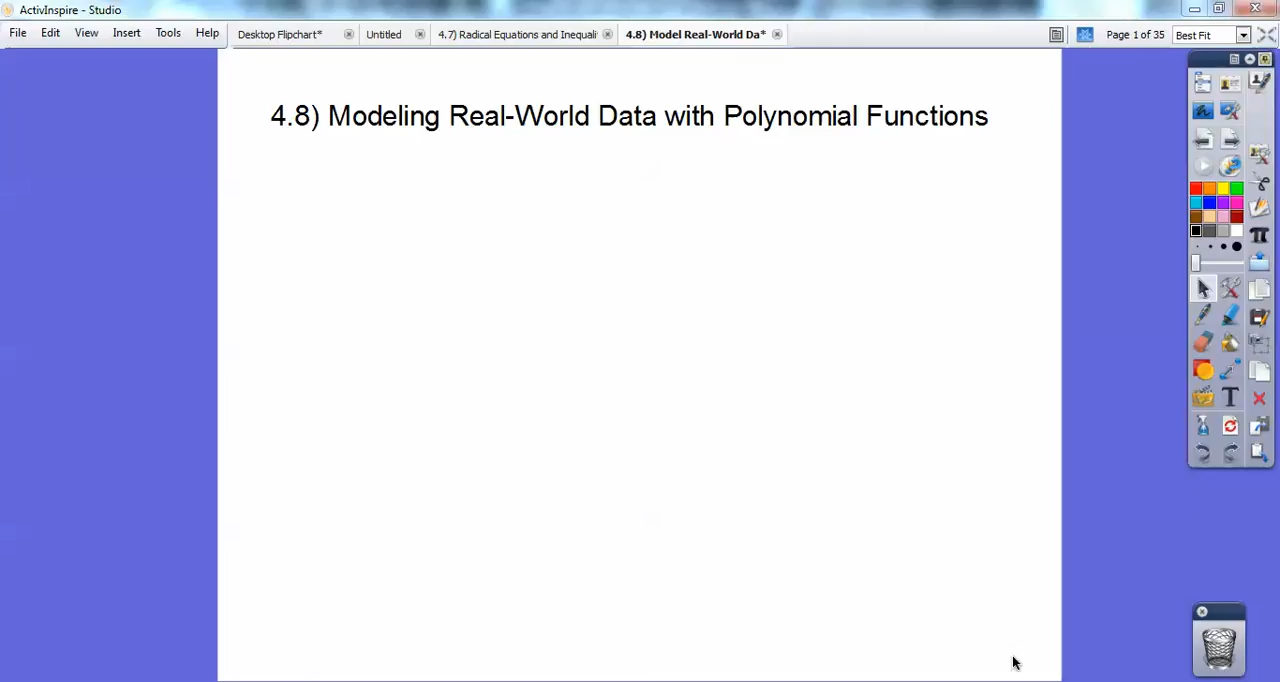 ActivInspire - Studio
File Edit View Insert Tools Help Desktop Flipchart* Untitled 4.7) Radical Equations and Inequali 4.8) Model Real-World Da* Page 1 of 35 Best Fit
4.8) Modeling Real-World Data with Polynomial Functions